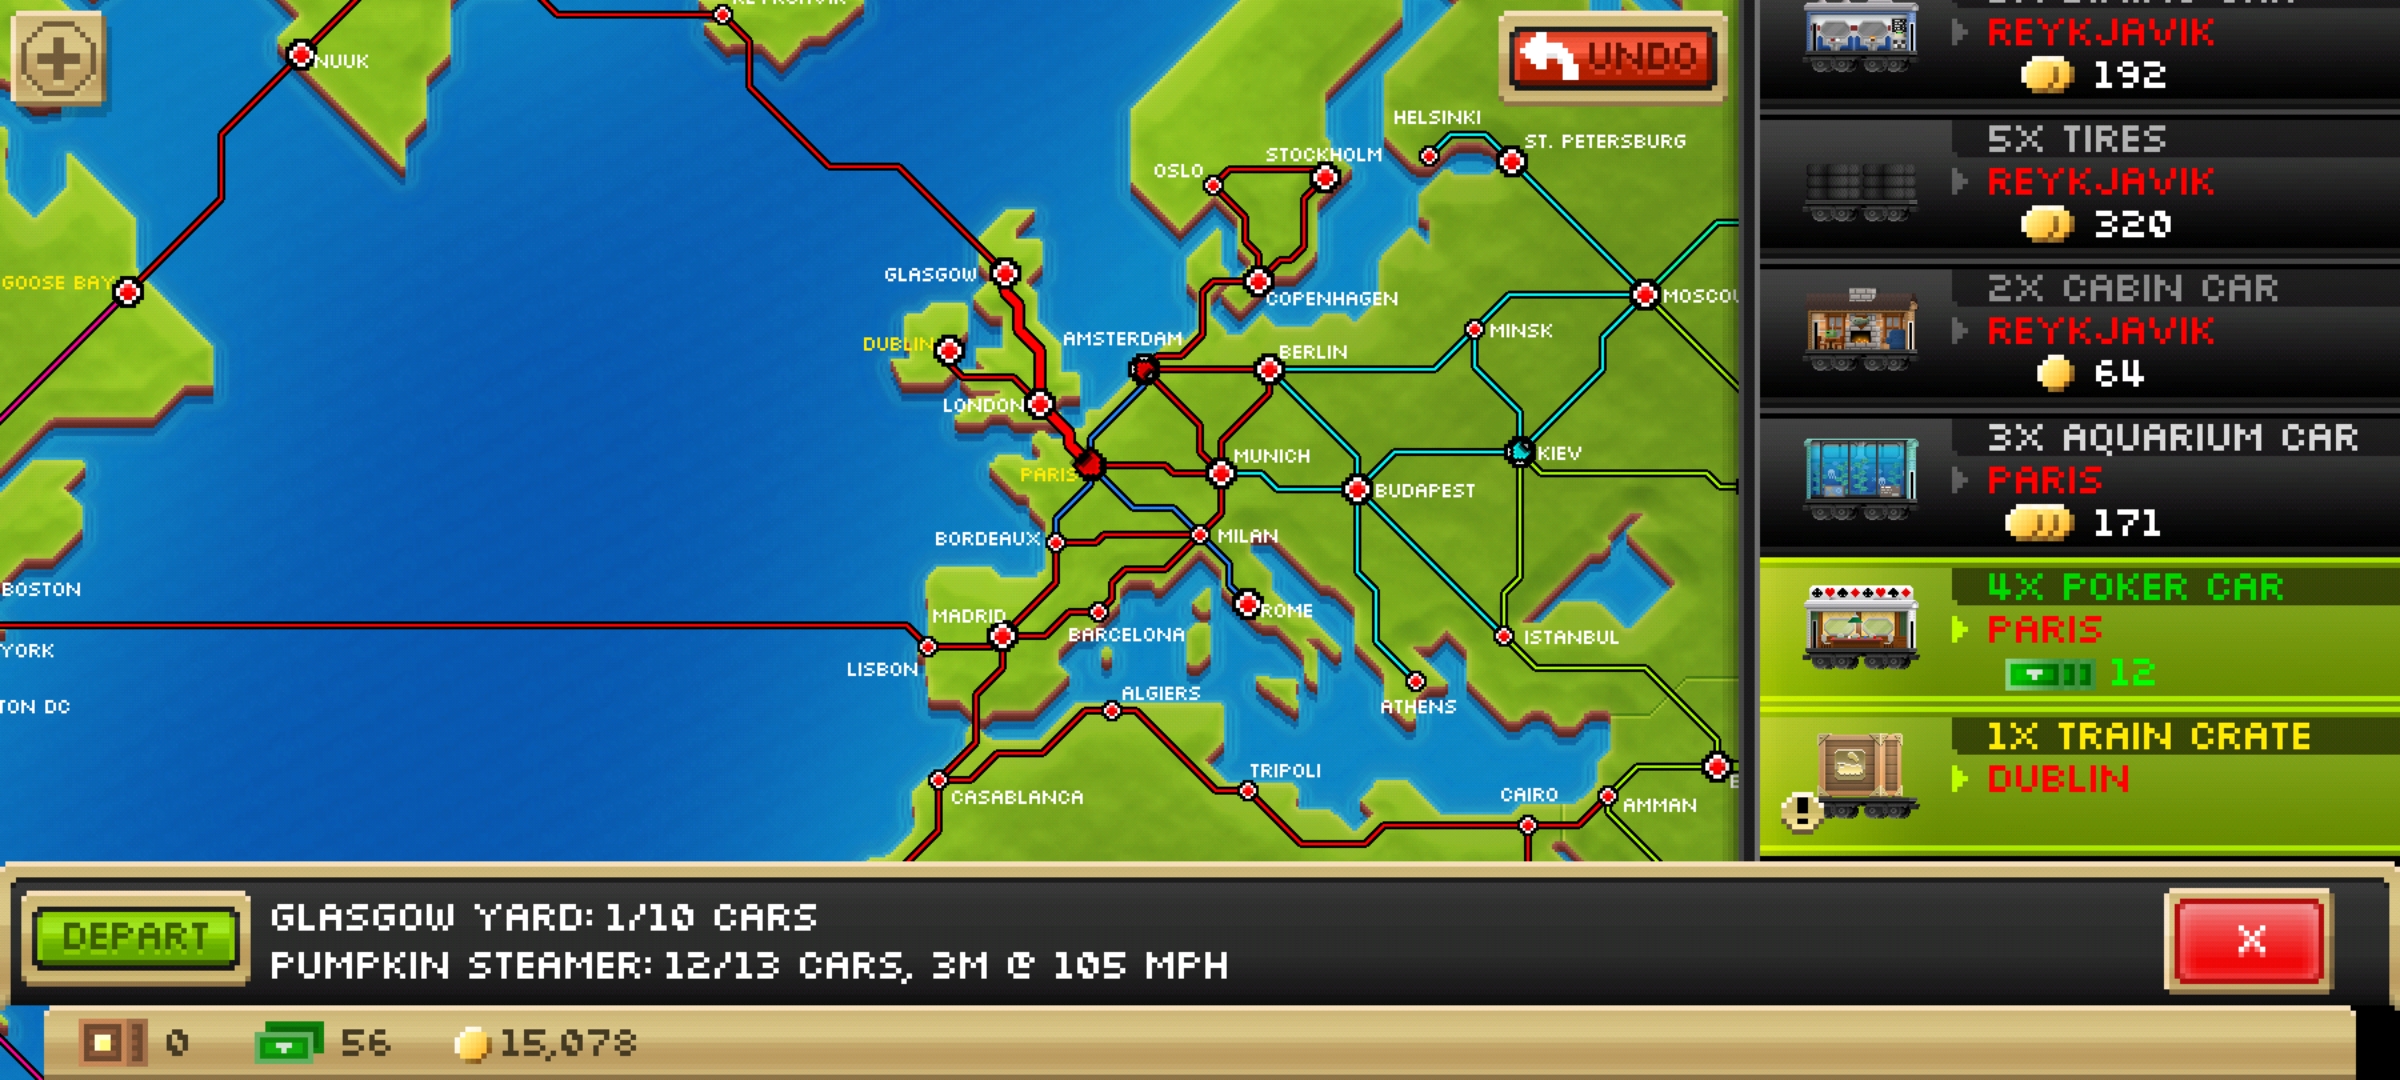 REYKJAVIK
NUUK
UNDO
HELSINKI
ST. PETERSBURG
STOCKHOLM
OSLO
GLASGOW
GOOSE BAY
COPENHAGEN
MINSK
AMSTERDAM
DUBLIN
BERLIN
LONDON
MUNICH
KIEV
PARIS
BUDAPEST
BORDEAUX
MILAN
BOSTON
MADRID
ROME
BARCELONA
ISTANBUL
YORK
LISBON
ALGIERS
ATHENS
TON DC
TRIPOLI
CASABLANCA
CAIRO
AMMAN
REYKJAVIK
192
5X TIRES
REYKJAVIK
320
2X CABIN CAR
REYKJAVIK
64
3X AQUARIUM CAR
PARIS
171
4X POKER CAR
PARIS
12
1X TRAIN CRATE
DUBLIN
DEPART
GLASGOW YARD: 1/10 CARS
PUMPKIN STEAMER: 12/13 CARS, 3M @ 105 MPH
X
0
56
15,078